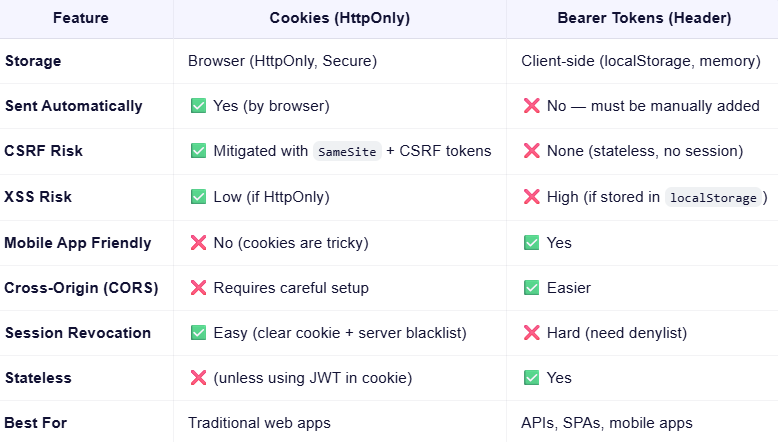 Feature Cookies (HttpOnly) Bearer Tokens (Header)
Storage Browser (HttpOnly, Secure) Client-side (localStorage, memory)
Sent Automatically ✅ Yes (by browser) ❌ No — must be manually added
CSRF Risk ✅ Mitigated with SameSite + CSRF tokens ❌ None (stateless, no session)
XSS Risk ✅ Low (if HttpOnly) ❌ High (if stored in localStorage)
Mobile App Friendly ❌ No (cookies are tricky) ✅ Yes
Cross-Origin (CORS) ❌ Requires careful setup ✅ Easier
Session Revocation ✅ Easy (clear cookie + server blacklist) ❌ Hard (need denylist)
Stateless ❌ (unless using JWT in cookie) ✅ Yes
Best For Traditional web apps APIs, SPAs, mobile apps